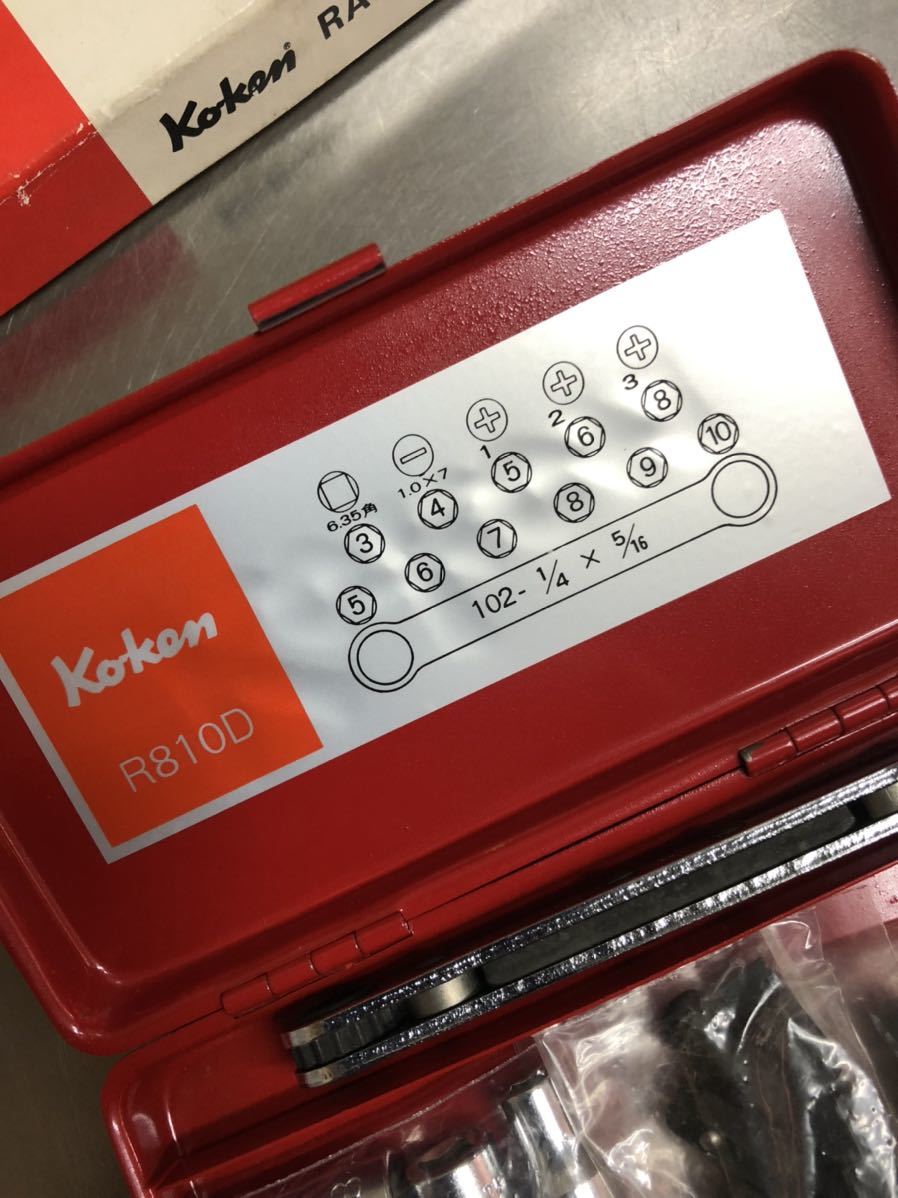 Ko-ken® RA
6.35角 1.0×7 1 2 3
3 4 5 6 8
5 6 7 8 9 10
102-1/4 × 5/16
Ko-ken
R810D